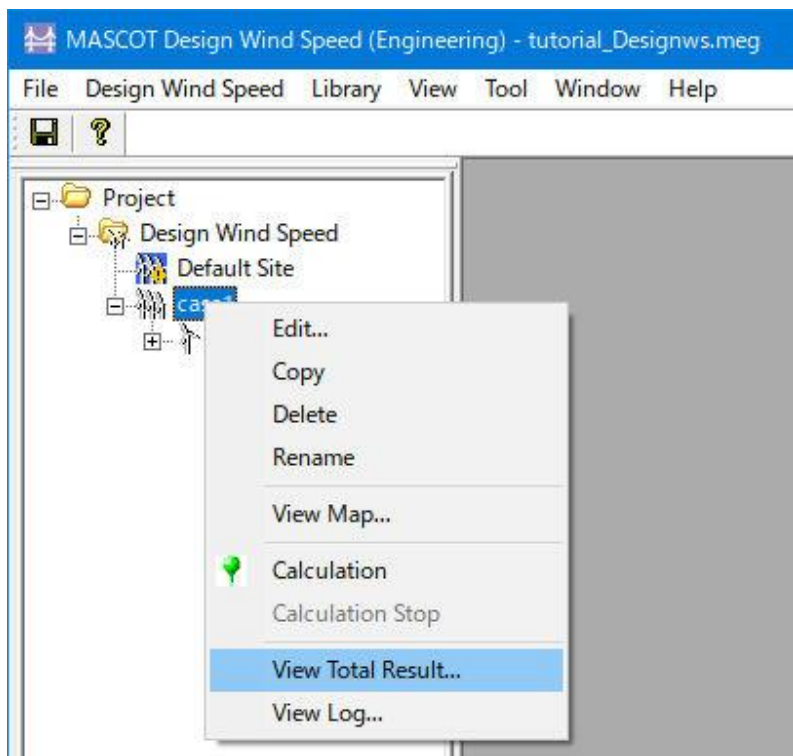 MASCOT Design Wind Speed (Engineering) - tutorial_Designws.meg
File Design Wind Speed Library View Tool Window Help
Project
Design Wind Speed
Default Site
Edit...
Copy
Delete
Rename
View Map...
Calculation
Calculation Stop
View Total Result...
View Log...